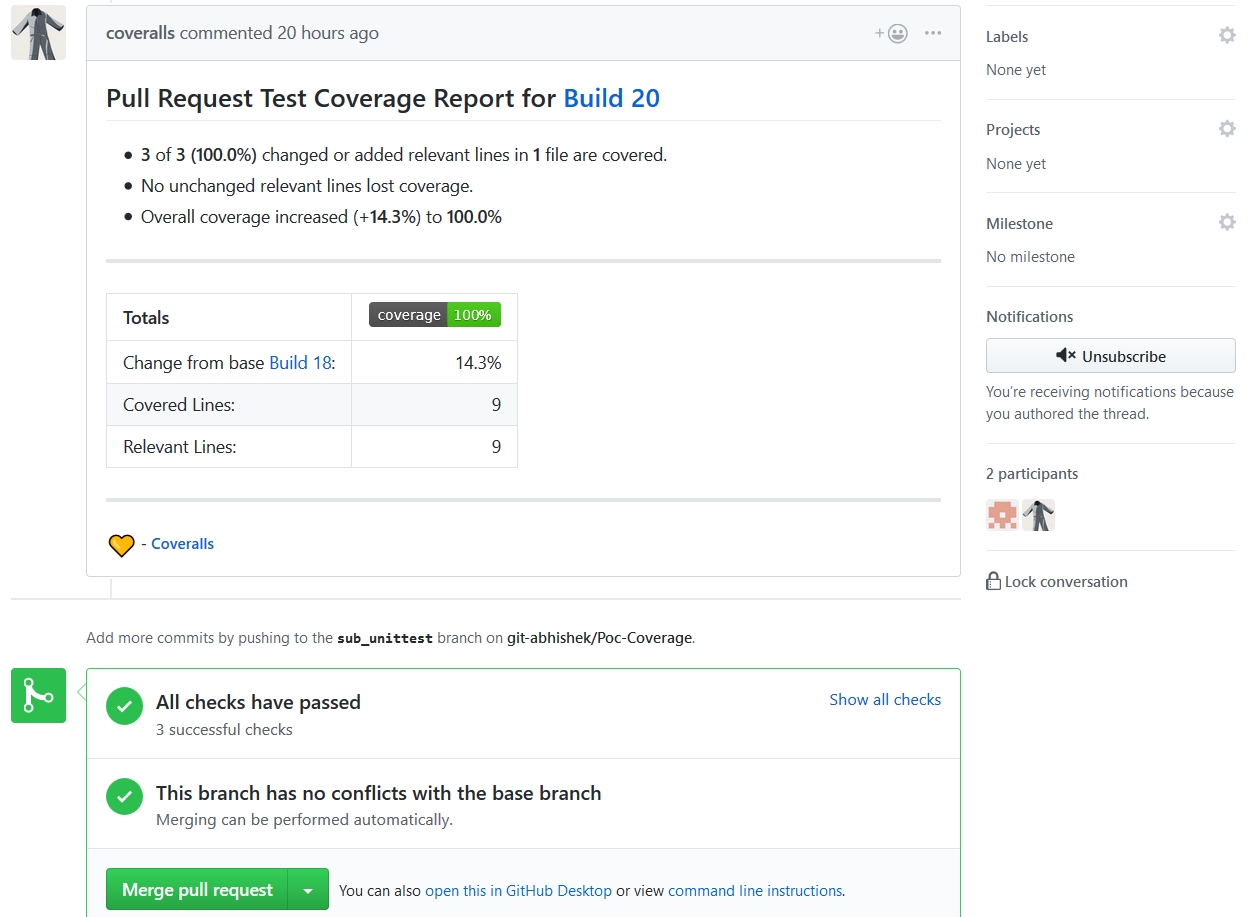 coveralls commented 20 hours ago
Pull Request Test Coverage Report for Build 20
3 of 3 (100.0%) changed or added relevant lines in 1 file are covered.
No unchanged relevant lines lost coverage.
Overall coverage increased (+14.3%) to 100.0%
Totals coverage 100%
Change from base Build 18: 14.3%
Covered Lines: 9
Relevant Lines: 9
- Coveralls
Add more commits by pushing to the sub_unittest branch on git-abhishek/Poc-Coverage.
All checks have passed
3 successful checks
Show all checks
This branch has no conflicts with the base branch
Merging can be performed automatically.
Merge pull request
You can also open this in GitHub Desktop or view command line instructions.
Labels
None yet
Projects
None yet
Milestone
No milestone
Notifications
Unsubscribe
You’re receiving notifications because
you authored the thread.
2 participants
Lock conversation